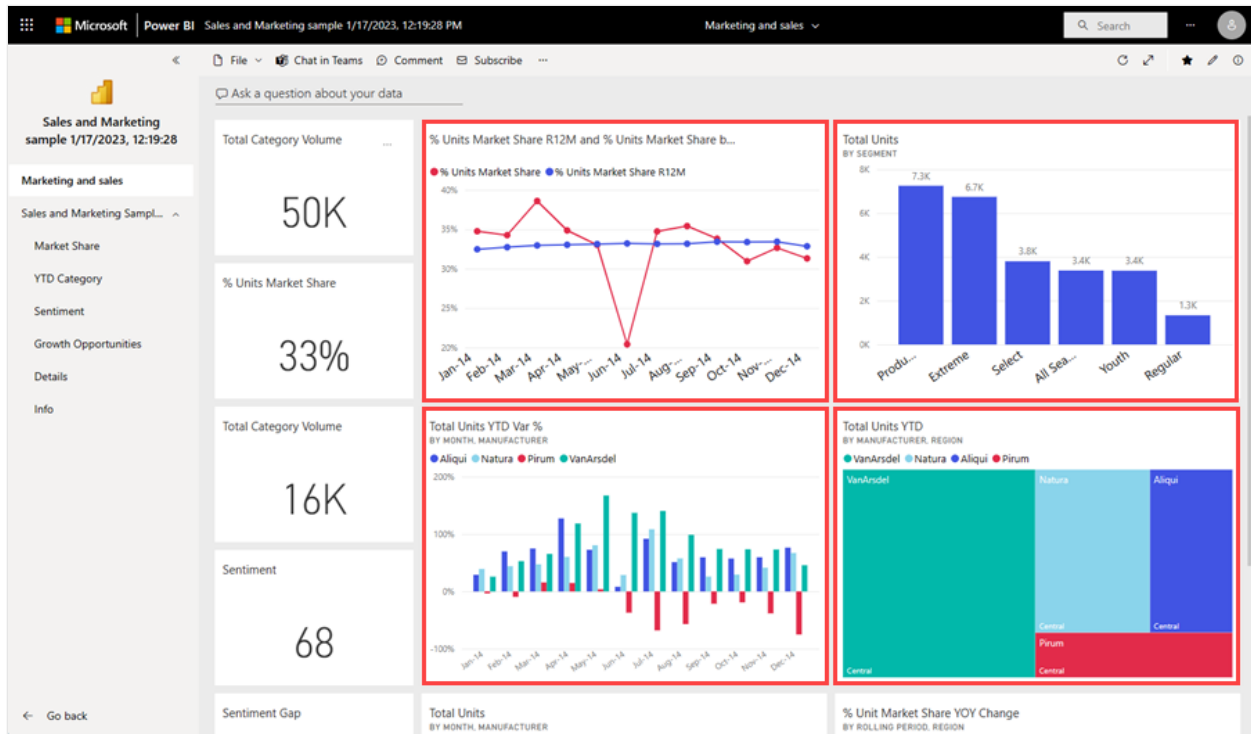 Microsoft Power BI Sales and Marketing sample 1/17/2023, 12:19:28 PM Marketing and sales Search ...
File Chat in Teams Comment Subscribe ...
Ask a question about your data
Sales and Marketing
sample 1/17/2023, 12:19:28
Marketing and sales
Sales and Marketing Sampl...
Market Share
YTD Category
Sentiment
Growth Opportunities
Details
Info
Go back
Total Category Volume ...
50K
% Units Market Share
33%
Total Category Volume
16K
Sentiment
68
Sentiment Gap
% Units Market Share R12M and % Units Market Share b...
% Units Market Share % Units Market Share R12M
40%
35%
30%
25%
20%
Jan-14 Feb-14 Mar-14 Apr-14 May-... Jun-14 Jul-14 Aug-... Sep-14 Oct-14 Nov-... Dec-14
Total Units
BY SEGMENT
8K
7.3K
6.7K
6K
4K
3.8K
3.4K
3.4K
2K
1.3K
0K
Produ... Extreme Select All Sea... Youth Regular
Total Units YTD Var %
BY MONTH, MANUFACTURER
Aliqui Natura Pirum VanArsdel
200%
100%
0%
-100%
Jan-14 Feb-14 Mar-14 Apr-14 May-14 Jun-14 Jul-14 Aug-14 Sep-14 Oct-14 Nov-14 Dec-14
Total Units YTD
BY MANUFACTURER, REGION
VanArsdel Natura Aliqui Pirum
VanArsdel
Natura
Aliqui
Central
Central
Pirum
Central
Central
Total Units
BY MONTH, MANUFACTURER
% Unit Market Share YOY Change
BY ROLLING PERIOD, REGION